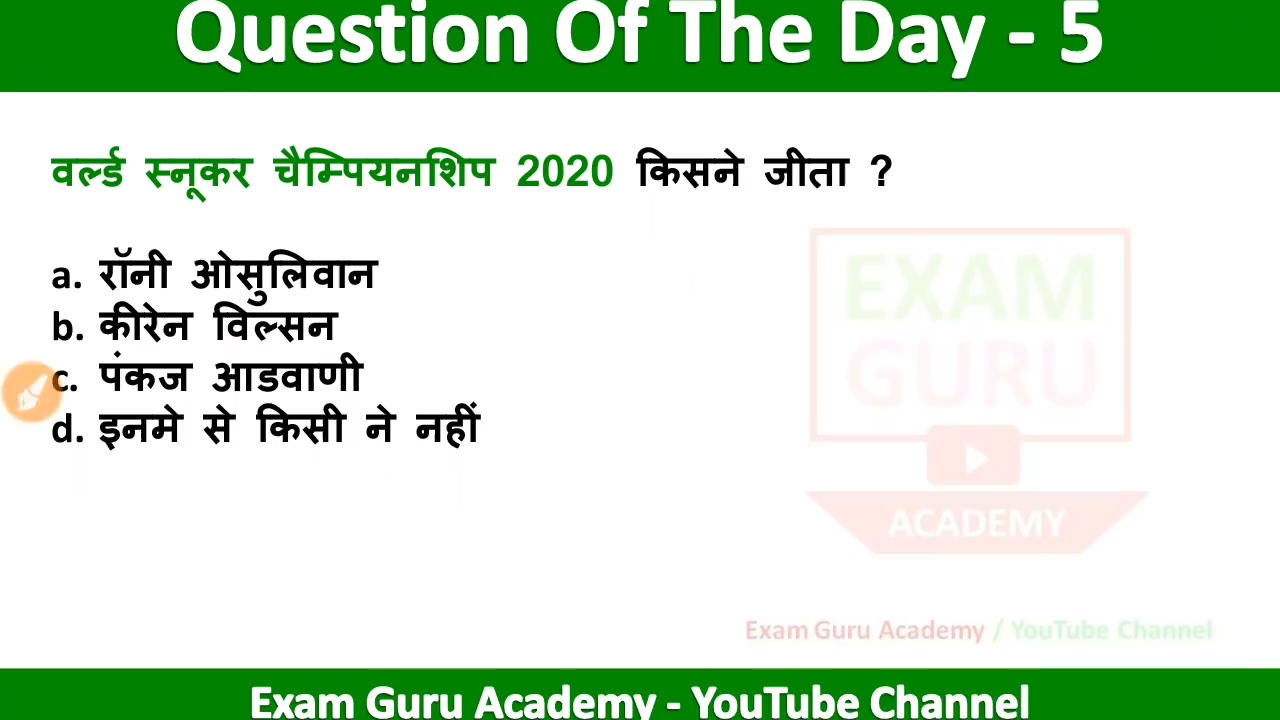 Question Of The Day - 5
वर्ल्ड स्नूकर चैम्पियनशिप 2020 किसने जीता ?
a. रॉनी ओसुलिवान
b. कीरेन विल्सन
c. पंकज आडवाणी
d. इनमे से किसी ने नहीं
EXAM
GURU
ACADEMY
Exam Guru Academy / YouTube Channel
Exam Guru Academy - YouTube Channel